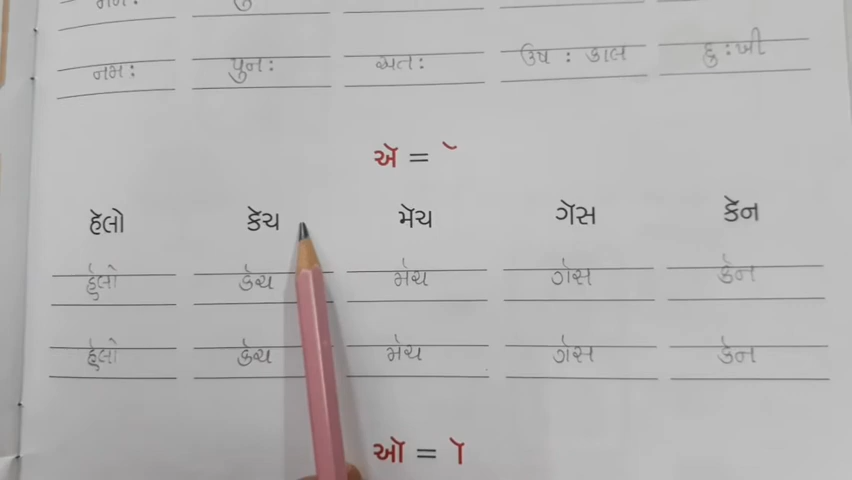 નમઃ પુનઃ અતઃ ઉષ : કાલ દુ : ખી
ઍ = ૅ
હૅલો કૅચ મૅચ ગૅસ કૅન
હૅલો કૅચ મૅચ ગૅસ કૅન
હૅલો કૅચ મૅચ ગૅસ કૅન
ઑ = ૉ